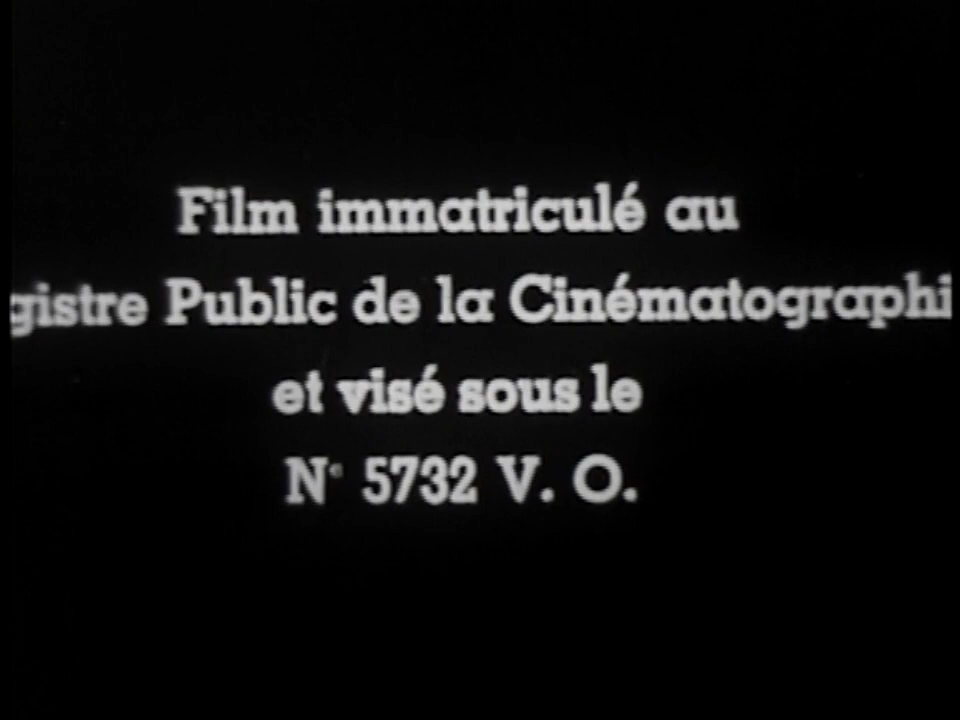 Film immatriculé au
gistre Public de la Cinématographi
et visé sous le
N° 5732 V. O.